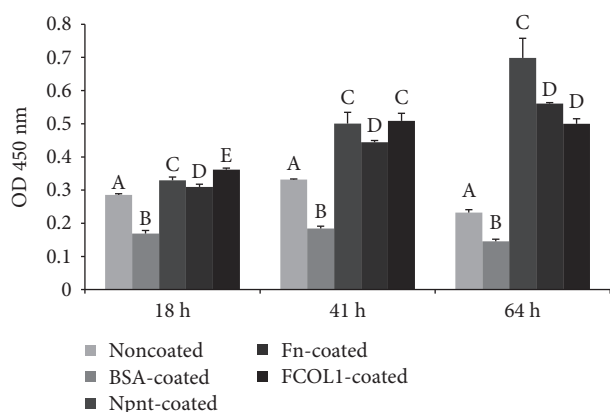 0.8
0.7
0.6
0.5
0.4
0.3
0.2
0.1
0
OD 450 nm
A B C D E
A B C D C
A B C D D
18 h 41 h 64 h
Noncoated Fn-coated
BSA-coated FCOL1-coated
Npnt-coated